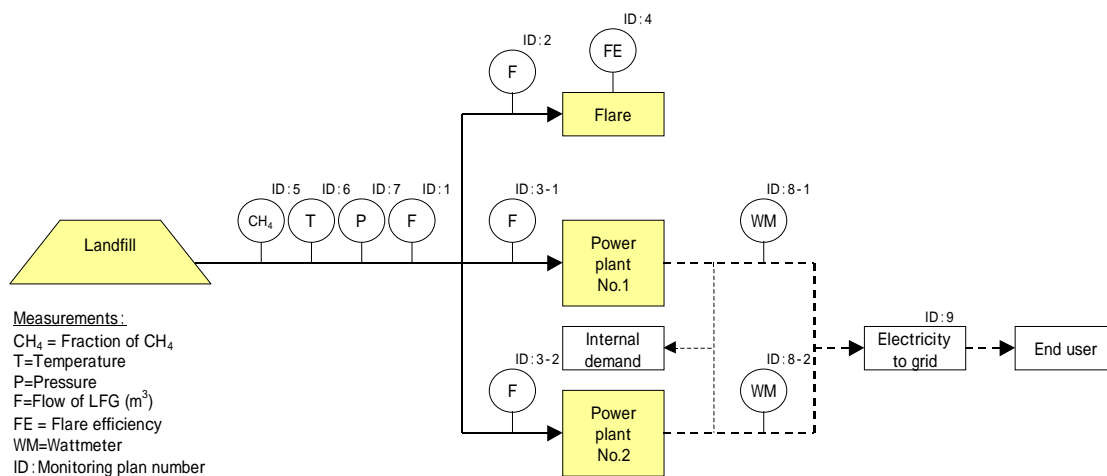 ID:4
ID:2
FE
F
Flare
ID:5
ID:6
ID:7
ID:1
ID:3-1
ID:8-1
CH₄
T
P
F
F
WM
Landfill
Power
plant
No.1
Measurements:
CH₄ = Fraction of CH₄
T=Temperature
P=Pressure
F=Flow of LFG (m³)
FE = Flare efficiency
WM=Wattmeter
ID:Monitoring plan number
Internal
demand
ID:9
Electricity
to grid
End user
ID:3-2
ID:8-2
F
WM
Power
plant
No.2